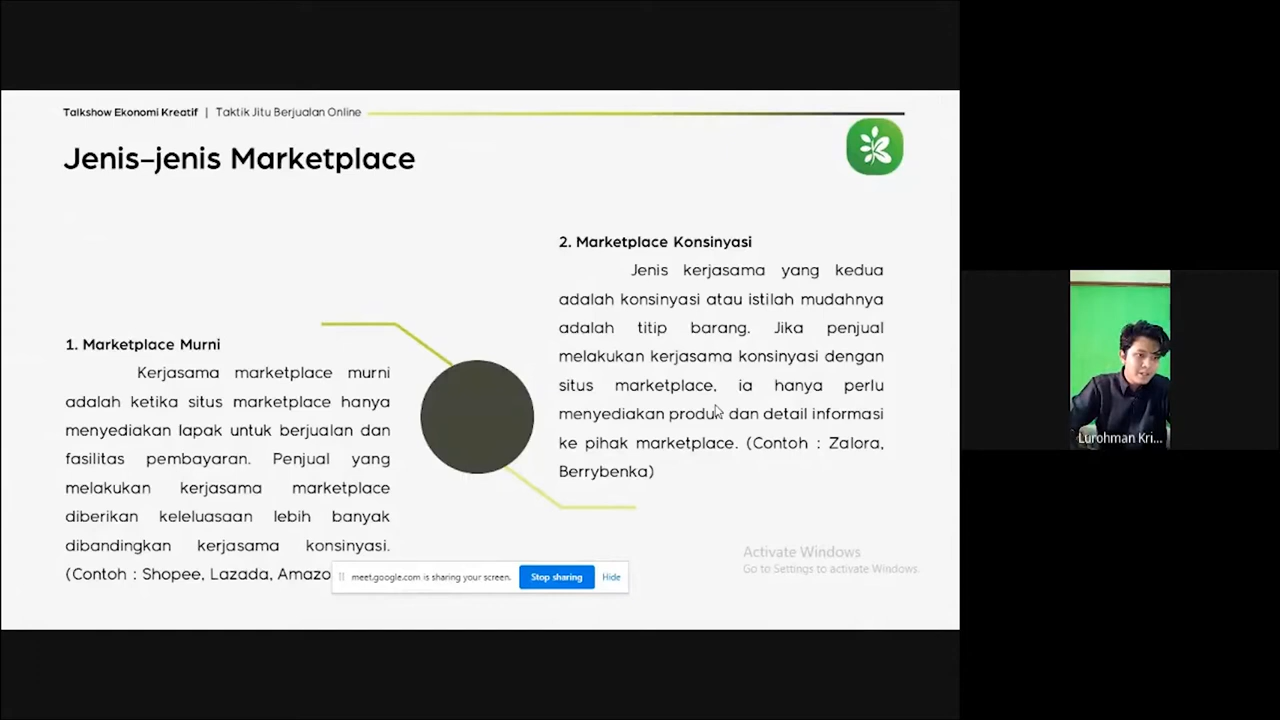 Talkshow Ekonomi Kreatif | Taktik Jitu Berjualan Online
Jenis-jenis Marketplace
1. Marketplace Murni
Kerjasama marketplace murni
adalah ketika situs marketplace hanya
menyediakan lapak untuk berjualan dan
fasilitas pembayaran. Penjual yang
melakukan kerjasama marketplace
diberikan keleluasaan lebih banyak
dibandingkan kerjasama konsinyasi.
(Contoh : Shopee, Lazada, Amazo
2. Marketplace Konsinyasi
Jenis kerjasama yang kedua
adalah konsinyasi atau istilah mudahnya
adalah titip barang. Jika penjual
melakukan kerjasama konsinyasi dengan
situs marketplace, ia hanya perlu
menyediakan produk dan detail informasi
ke pihak marketplace. (Contoh : Zalora,
Berrybenka)
meet.google.com is sharing your screen. Stop sharing Hide
Activate Windows
Go to Settings to activate Windows.
Lurohman Kri...